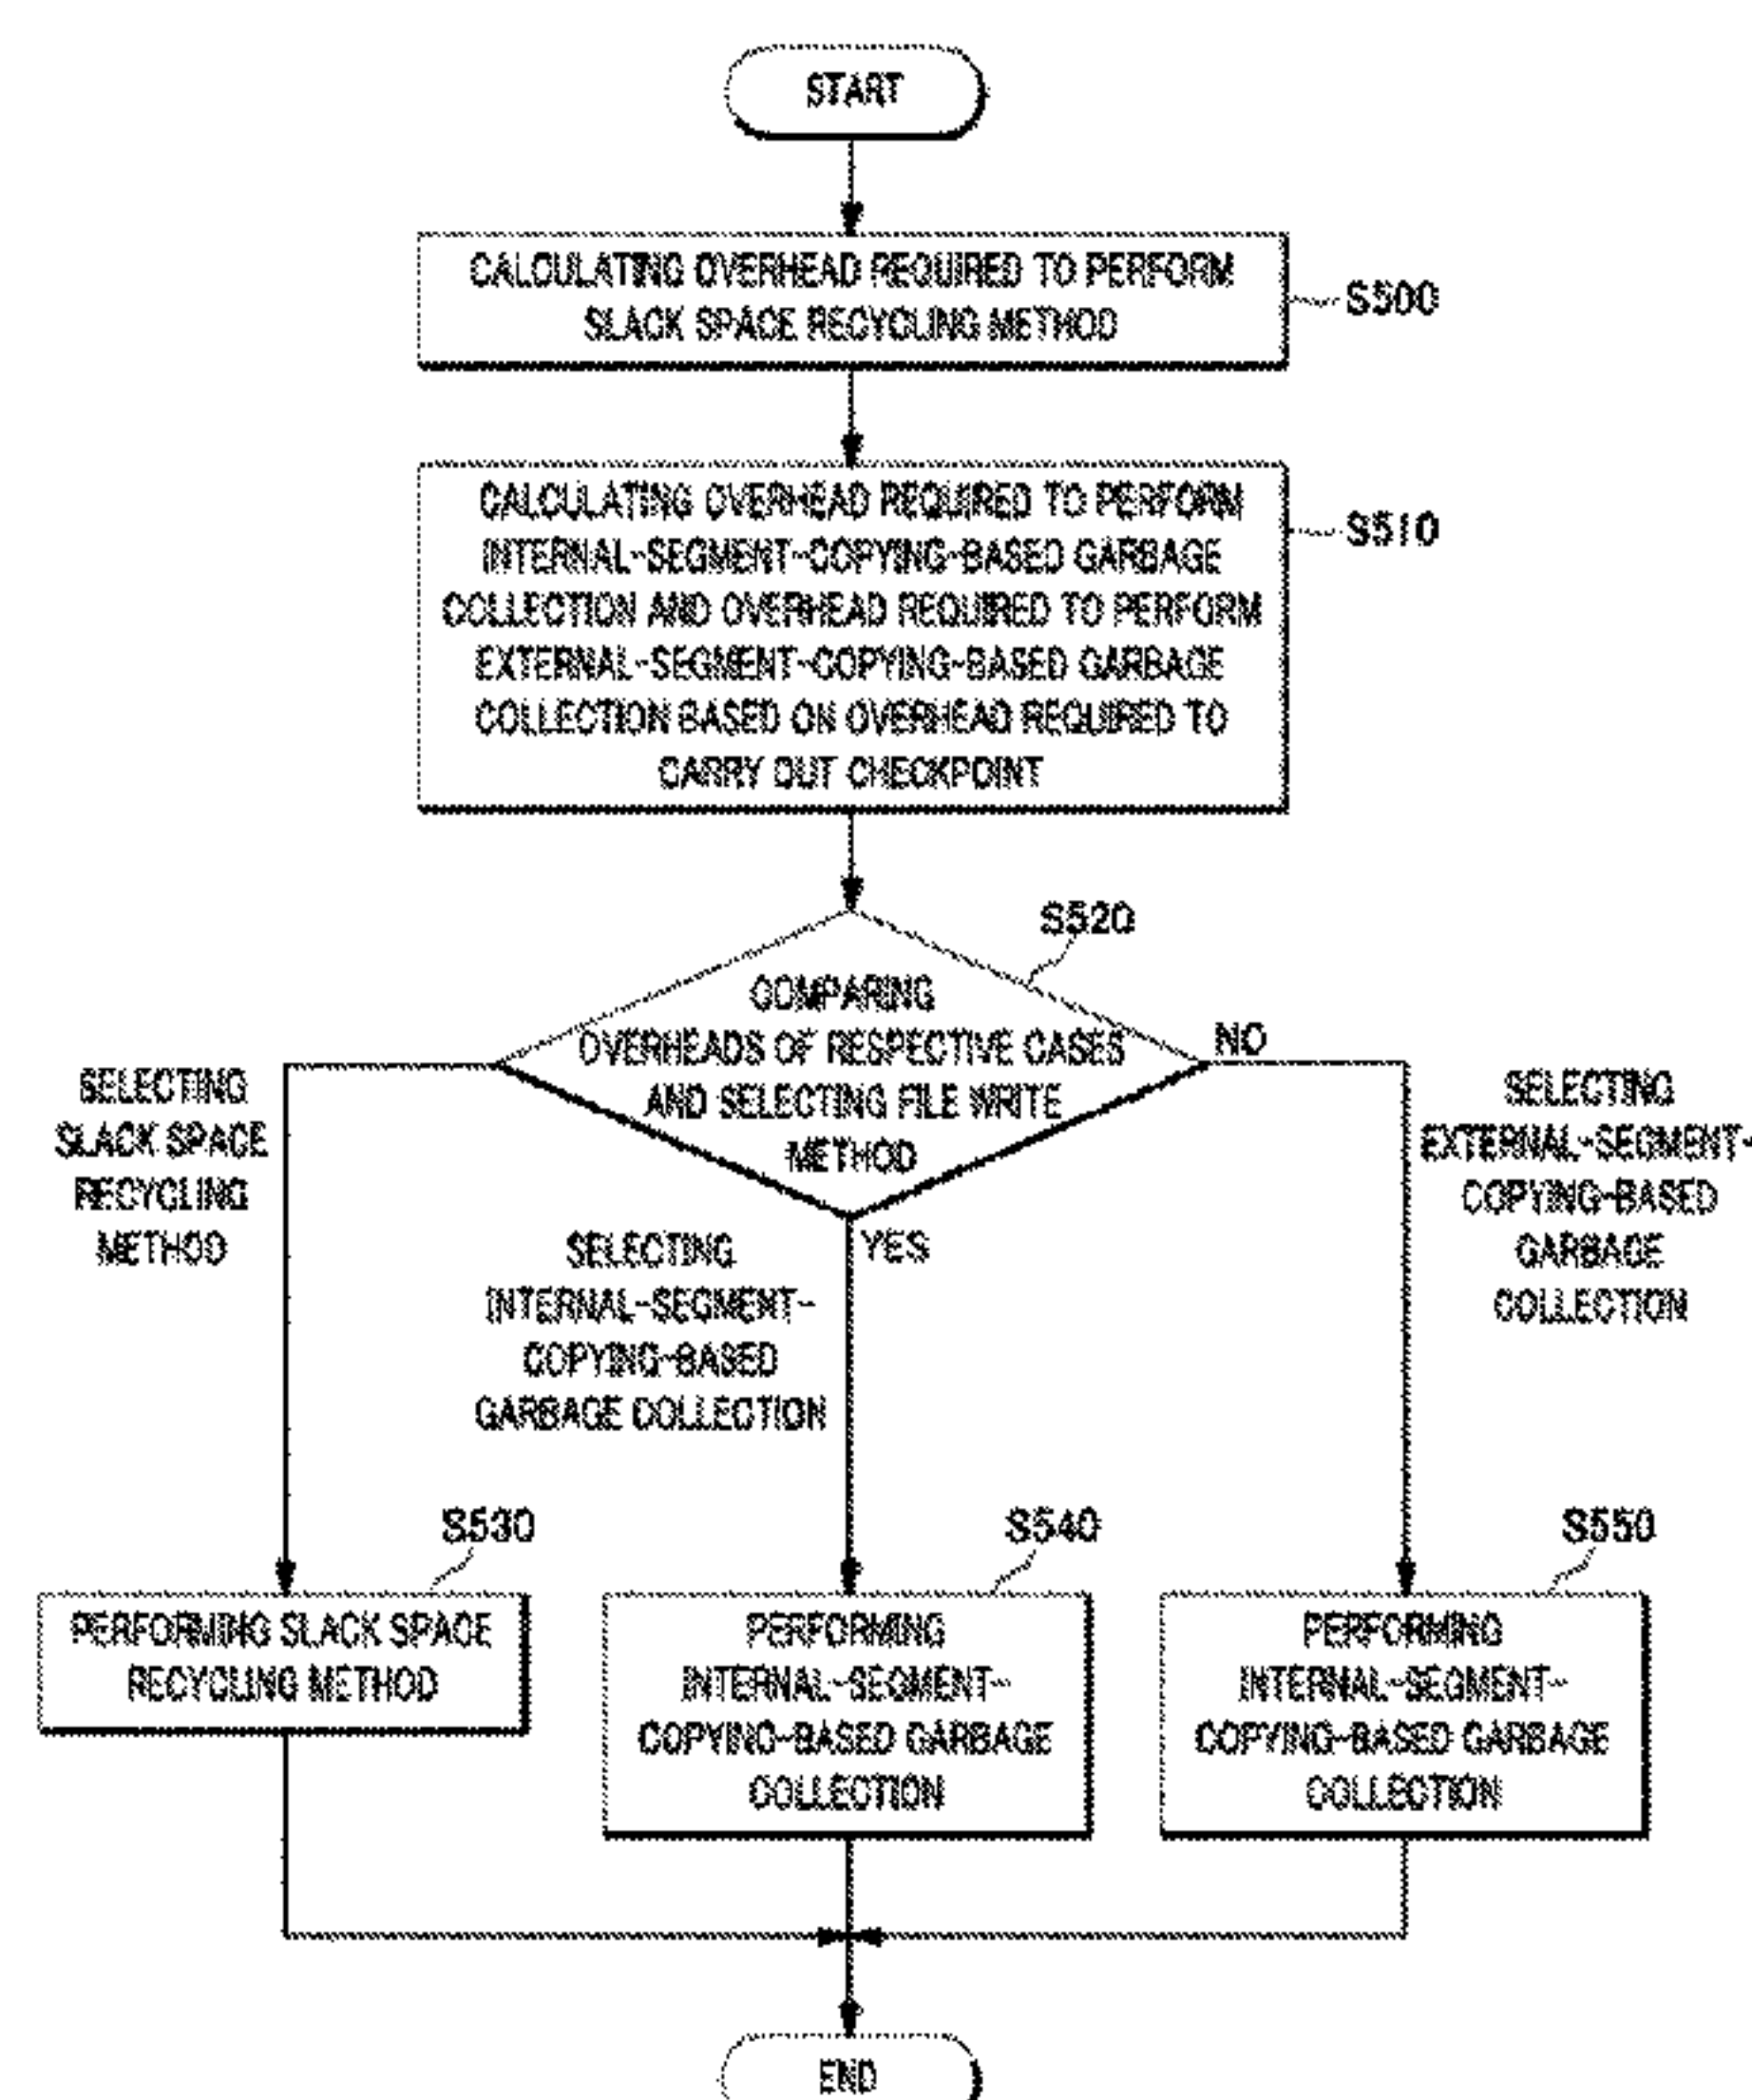 START
CALCULATING OVERHEAD REQUIRED TO PERFORM
SLACK SPACE RECYCLING METHOD
S500
CALCULATING OVERHEAD REQUIRED TO PERFORM
INTERNAL-SEGMENT-COPYING-BASED GARBAGE
COLLECTION AND OVERHEAD REQUIRED TO PERFORM
EXTERNAL-SEGMENT-COPYING-BASED GARBAGE
COLLECTION BASED ON OVERHEAD REQUIRED TO
CARRY OUT CHECKPOINT
S510
S520
COMPARING
OVERHEADS OF RESPECTIVE CASES
AND SELECTING FILE WRITE
METHOD
NO
YES
SELECTING
SLACK SPACE
RECYCLING
METHOD
SELECTING
INTERNAL-SEGMENT-
COPYING-BASED
GARBAGE COLLECTION
SELECTING
EXTERNAL-SEGMENT-
COPYING-BASED
GARBAGE
COLLECTION
S530
PERFORMING SLACK SPACE
RECYCLING METHOD
S540
PERFORMING
INTERNAL-SEGMENT-
COPYING-BASED GARBAGE
COLLECTION
S550
PERFORMING
INTERNAL-SEGMENT-
COPYING-BASED GARBAGE
COLLECTION
END